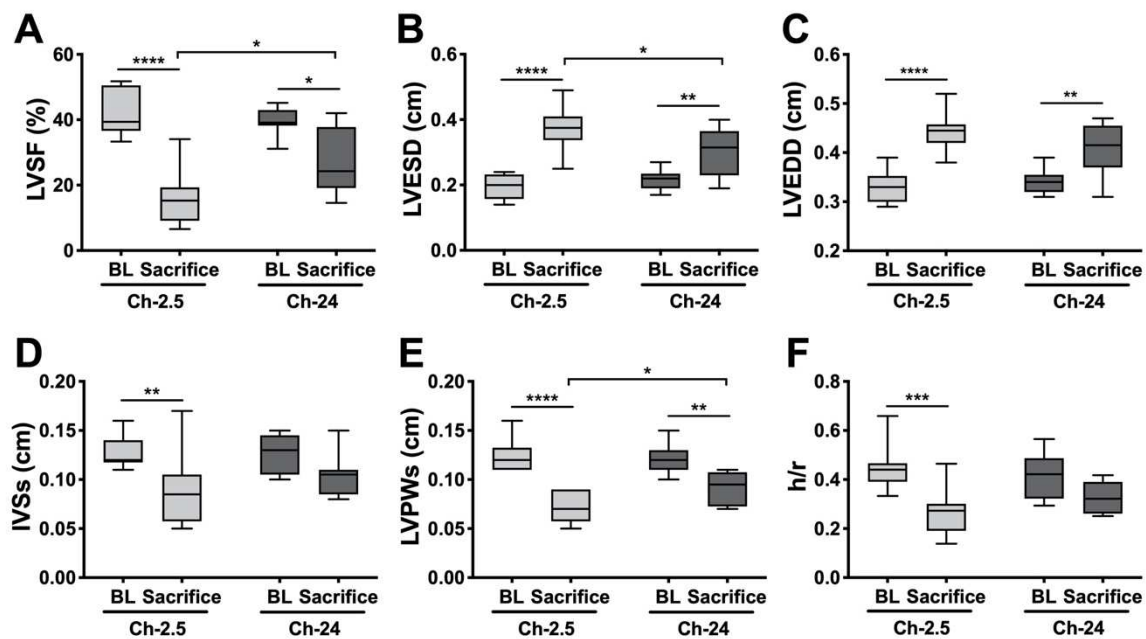 A
B
C
LVSF (%)
60
40
20
0
****
*
*
BL Sacrifice BL Sacrifice
Ch-2.5 Ch-24
LVESD (cm)
0.6
0.4
0.2
0.0
****
*
**
BL Sacrifice BL Sacrifice
Ch-2.5 Ch-24
LVEDD (cm)
0.6
0.5
0.4
0.3
0.2
****
**
BL Sacrifice BL Sacrifice
Ch-2.5 Ch-24
D
E
F
IVSs (cm)
0.20
0.15
0.10
0.05
0.00
**
BL Sacrifice BL Sacrifice
Ch-2.5 Ch-24
LVPWs (cm)
0.20
0.15
0.10
0.05
0.00
****
*
**
BL Sacrifice BL Sacrifice
Ch-2.5 Ch-24
h/r
0.8
0.6
0.4
0.2
0.0
***
BL Sacrifice BL Sacrifice
Ch-2.5 Ch-24